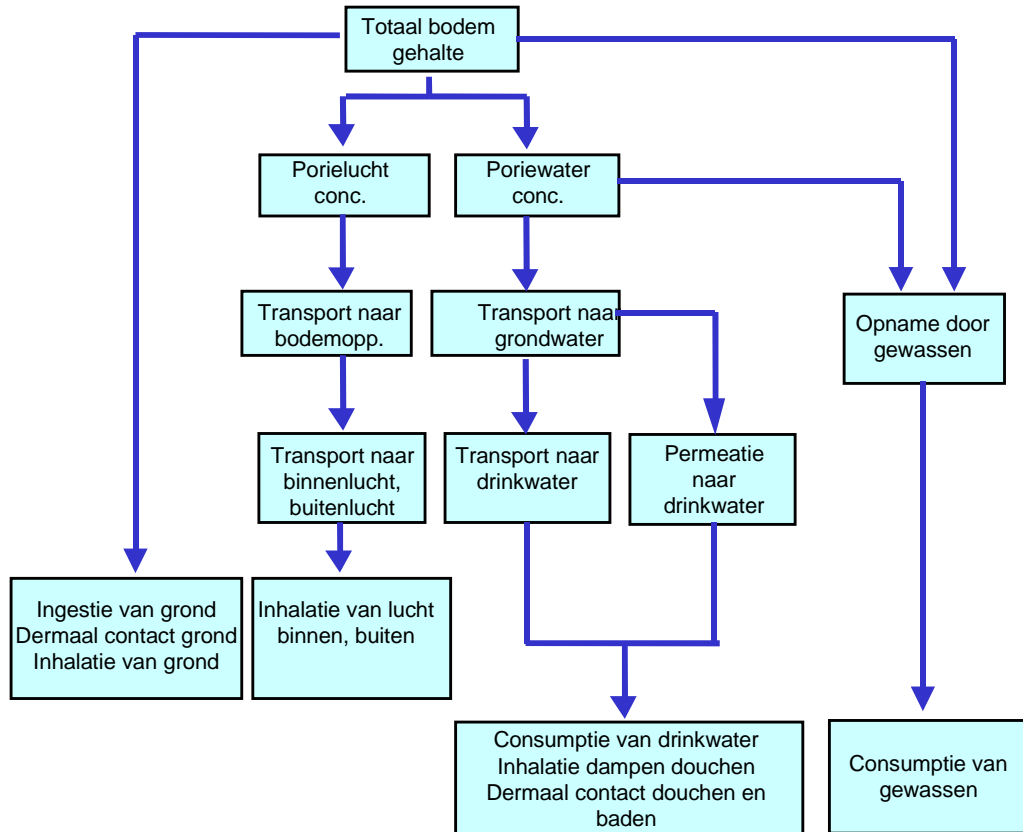 Totaal bodem
gehalte
Porielucht
conc.
Poriewater
conc.
Transport naar
bodemopp.
Transport naar
grondwater
Opname door
gewassen
Transport naar
binnenlucht,
buitenlucht
Transport naar
drinkwater
Permeatie
naar
drinkwater
Ingestie van grond
Dermaal contact grond
Inhalatie van grond
Inhalatie van lucht
binnen, buiten
Consumptie van drinkwater
Inhalatie dampen douchen
Dermaal contact douchen en
baden
Consumptie van
gewassen